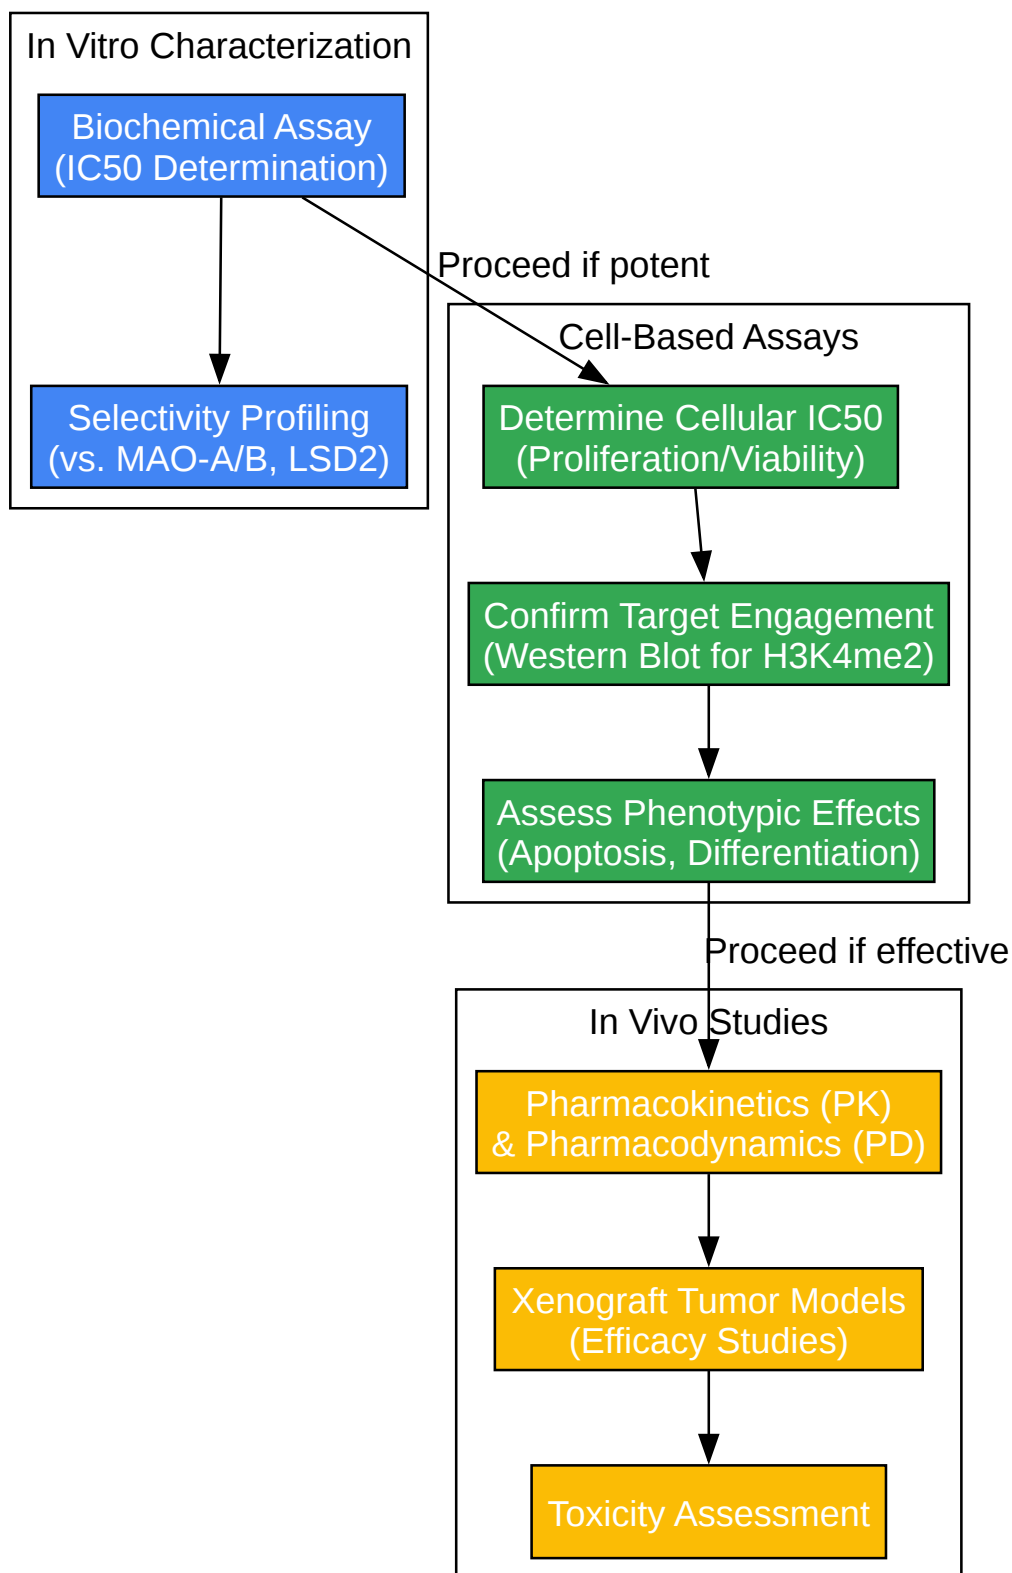 In Vitro Characterization
Biochemical Assay
(IC50 Determination)
Proceed if potent
Selectivity Profiling
(vs. MAO-A/B, LSD2)
Cell-Based Assays
Determine Cellular IC50
(Proliferation/Viability)
Confirm Target Engagement
(Western Blot for H3K4me2)
Assess Phenotypic Effects
(Apoptosis, Differentiation)
Proceed if effective
In Vivo Studies
Pharmacokinetics (PK)
& Pharmacodynamics (PD)
Xenograft Tumor Models
(Efficacy Studies)
Toxicity Assessment